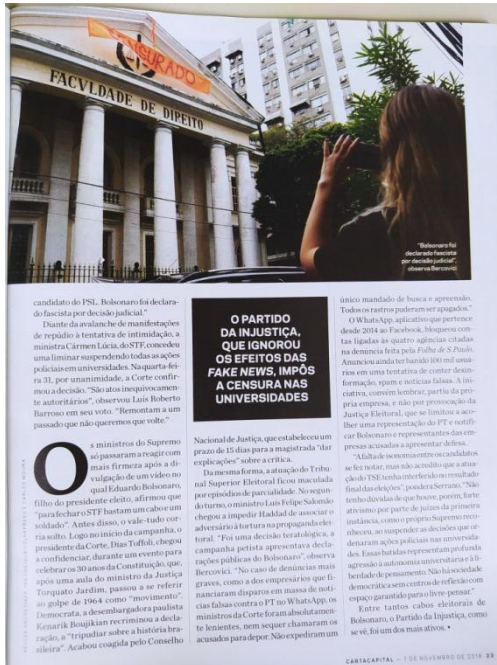 CENSURADO
FACVLDADE DE DIREITO
"Bolsonaro foi
declarado fascista
por decisão judicial",
observa Bercovici
candidato do PSL. Bolsonaro foi declara-
do fascista por decisão judicial."
Diante da avalanche de manifestações
de repúdio à tentativa de intimidação, a
ministra Cármen Lúcia, do STF, concedeu
uma liminar suspendendo todas as ações
policiais em universidades. Na quarta-fei-
ra 31, por unanimidade, a Corte confir-
mou a decisão. "São atos inequivocamen-
te autoritários", observou Luís Roberto
Barroso em seu voto. "Remontam a um
passado que não queremos que volte."
Os ministros do Supremo
só passaram a reagir com
mais firmeza após a di-
vulgação de um vídeo no
qual Eduardo Bolsonaro,
filho do presidente eleito, afirmou que
"para fechar o STF bastam um cabo e um
soldado". Antes disso, o vale-tudo cor-
ria solto. Logo no início da campanha, o
presidente da Corte, Dias Toffoli, chegou
a confidenciar, durante um evento para
celebrar os 30 anos da Constituição, que,
após uma aula do ministro da Justiça
Torquato Jardim, passou a se referir
ao golpe de 1964 como "movimento".
Democrata, a desembargadora paulista
Kenarik Boujikian recriminou a decla-
ração, a "tripudiar sobre a história bra-
sileira". Acabou coagida pelo Conselho
O PARTIDO
DA INJUSTIÇA,
QUE IGNOROU
OS EFEITOS DAS
FAKE NEWS, IMPÔS
A CENSURA NAS
UNIVERSIDADES
Nacional de Justiça, que estabeleceu um
prazo de 15 dias para a magistrada "dar
explicações" sobre a crítica.
Da mesma forma, a atuação do Tribu-
nal Superior Eleitoral ficou maculada
por episódios de parcialidade. No segun-
do turno, o ministro Luis Felipe Salomão
chegou a impedir Haddad de associar o
adversário à tortura na propaganda elei-
toral. "Foi uma decisão teratológica, a
campanha petista apresentava decla-
rações públicas do Bolsonaro", observa
Bercovici. "No caso de denúncias mais
graves, como a dos empresários que fi-
nanciaram disparos em massa de notí-
cias falsas contra o PT no WhatsApp, os
ministros da Corte foram absolutamen-
te lenientes, nem sequer chamaram os
acusados para depor. Não expediram um
único mandado de busca e apreensão.
Todos os rastros puderam ser apagados."
O WhatsApp, aplicativo que pertence
desde 2014 ao Facebook, bloqueou con-
tas ligadas às quatro agências citadas
na denúncia feita pela Folha de S.Paulo.
Anunciou ainda ter banido 100 mil usuá-
rios em uma tentativa de conter desin-
formação, spam e notícias falsas. A ini-
ciativa, convém lembrar, partiu da pró-
pria empresa, e não por provocação da
Justiça Eleitoral, que se limitou a aco-
lher uma representação do PT e notifi-
car Bolsonaro e representantes das em-
presas acusadas a apresentar defesa.
"A falta de isonomia entre os candidatos
se fez notar, mas não acredito que a atua-
ção do TSE tenha interferido no resultado
final das eleições", pondera Serrano. "Não
tenho dúvidas de que houve, porém, forte
ativismo por parte de juízes da primeira
instância, como o próprio Supremo reco-
nheceu, ao suspender as decisões que or-
denaram ações policiais nas universida-
des. Essas batidas representam profunda
agressão à autonomia universitária e à li-
berdade de pensamento. Não há sociedade
democrática sem centros de reflexão com
espaço garantido para o livre-pensar."
Entre tantos cabos eleitorais de
Bolsonaro, o Partido da Injustiça, como
se vê, foi um dos mais ativos.
CARTACAPITAL — 7 DE NOVEMBRO DE 2018 23